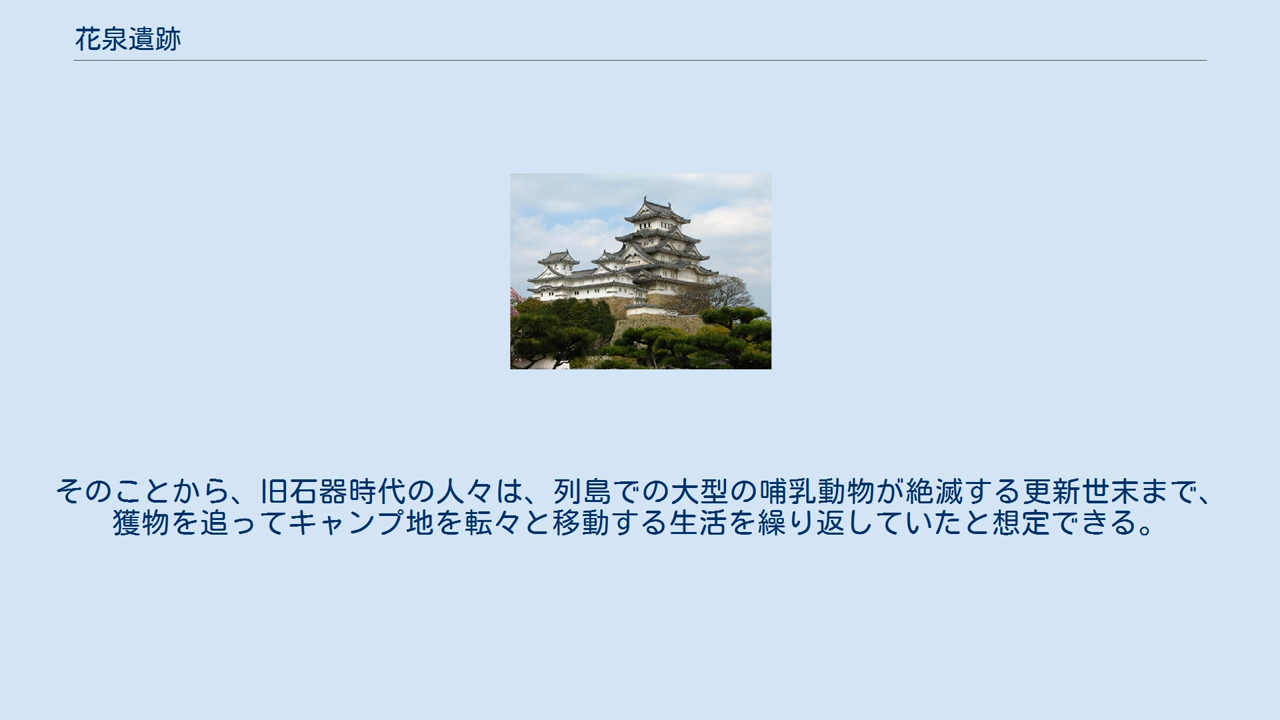 花泉遺跡
そのことから、旧石器時代の人々は、列島での大型の哺乳動物が絶滅する更新世末まで、
獲物を追ってキャンプ地を転々と移動する生活を繰り返していたと想定できる。